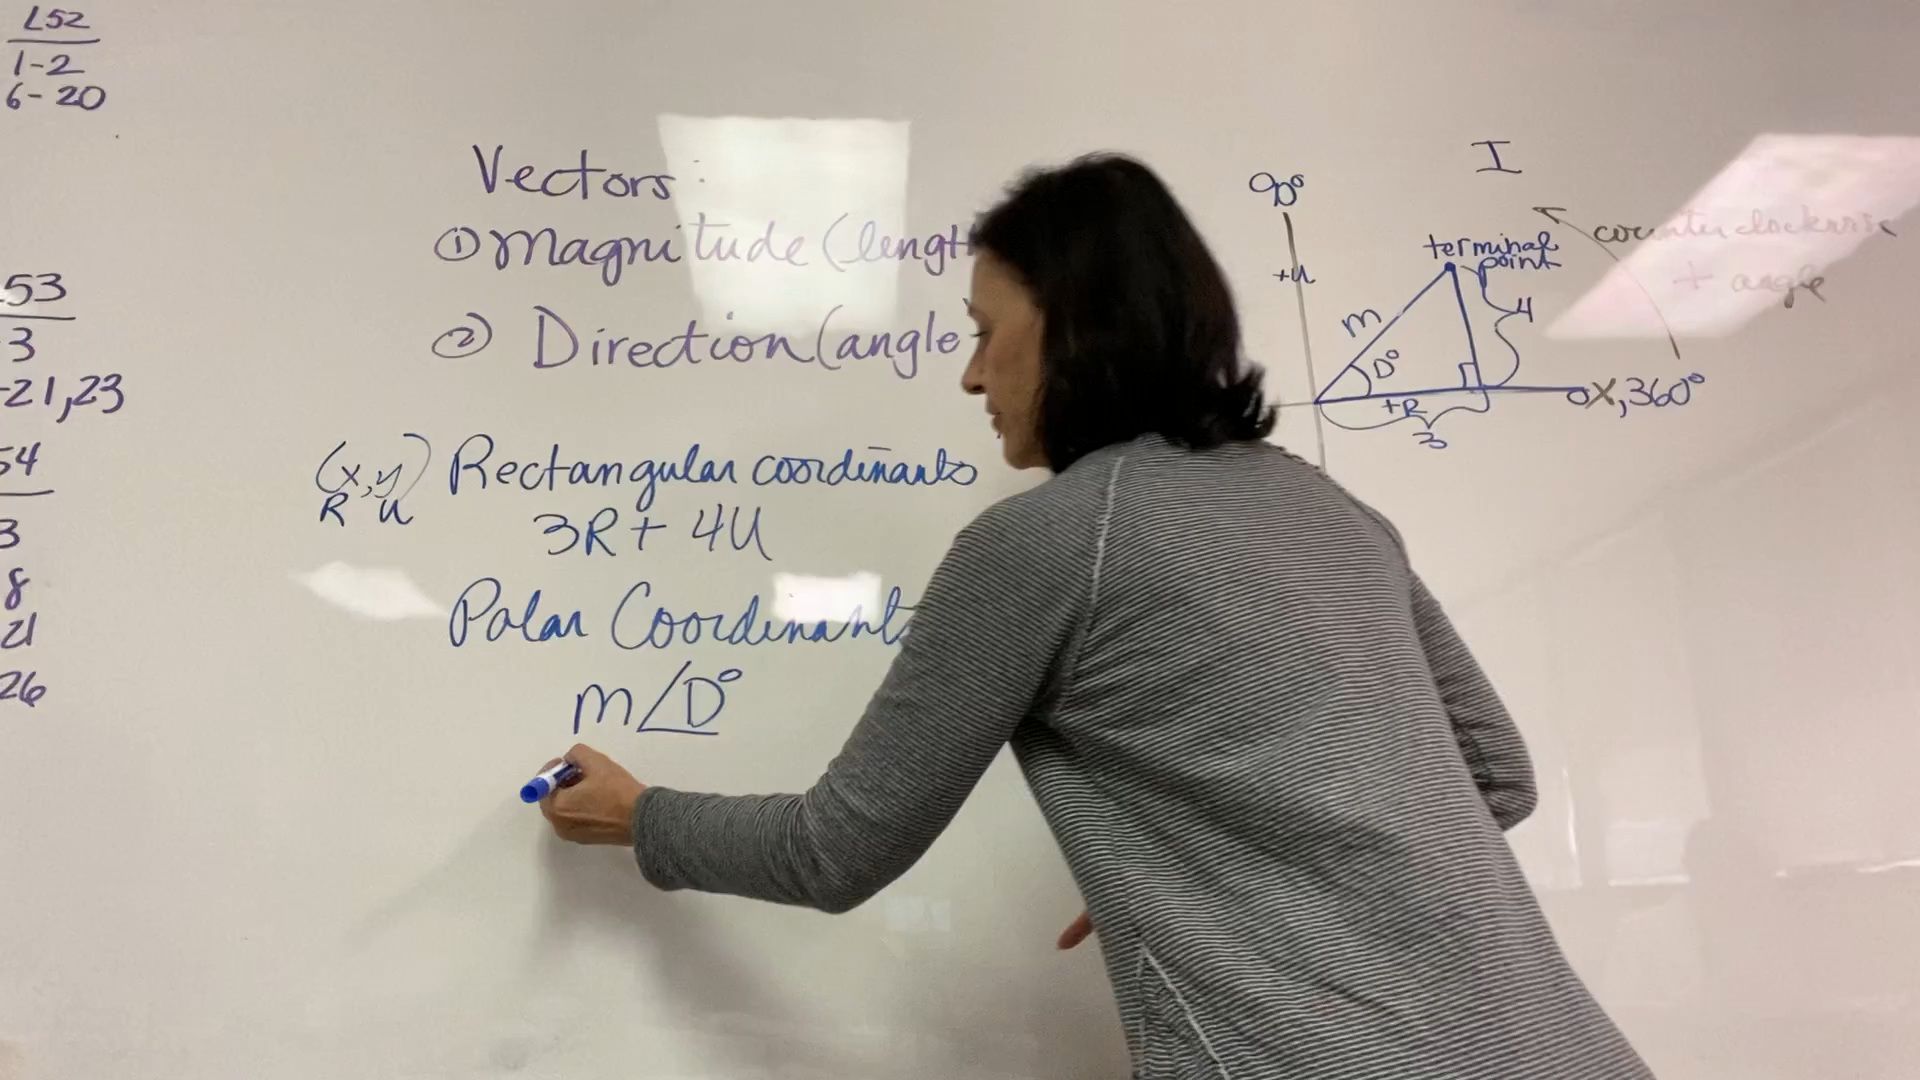 L52
1-2
6-20
53
3
-21,23
54
3
8
21
26
Vectors:
① Magnitude (length
② Direction (angle
(x,y) Rectangular coordinants
R U
3R + 4U
Polar Coordinant
m∠D°
I
90°
counterclockwise
+ angle
+U
terminal
point
m
4
D°
+R
0X, 360°
3